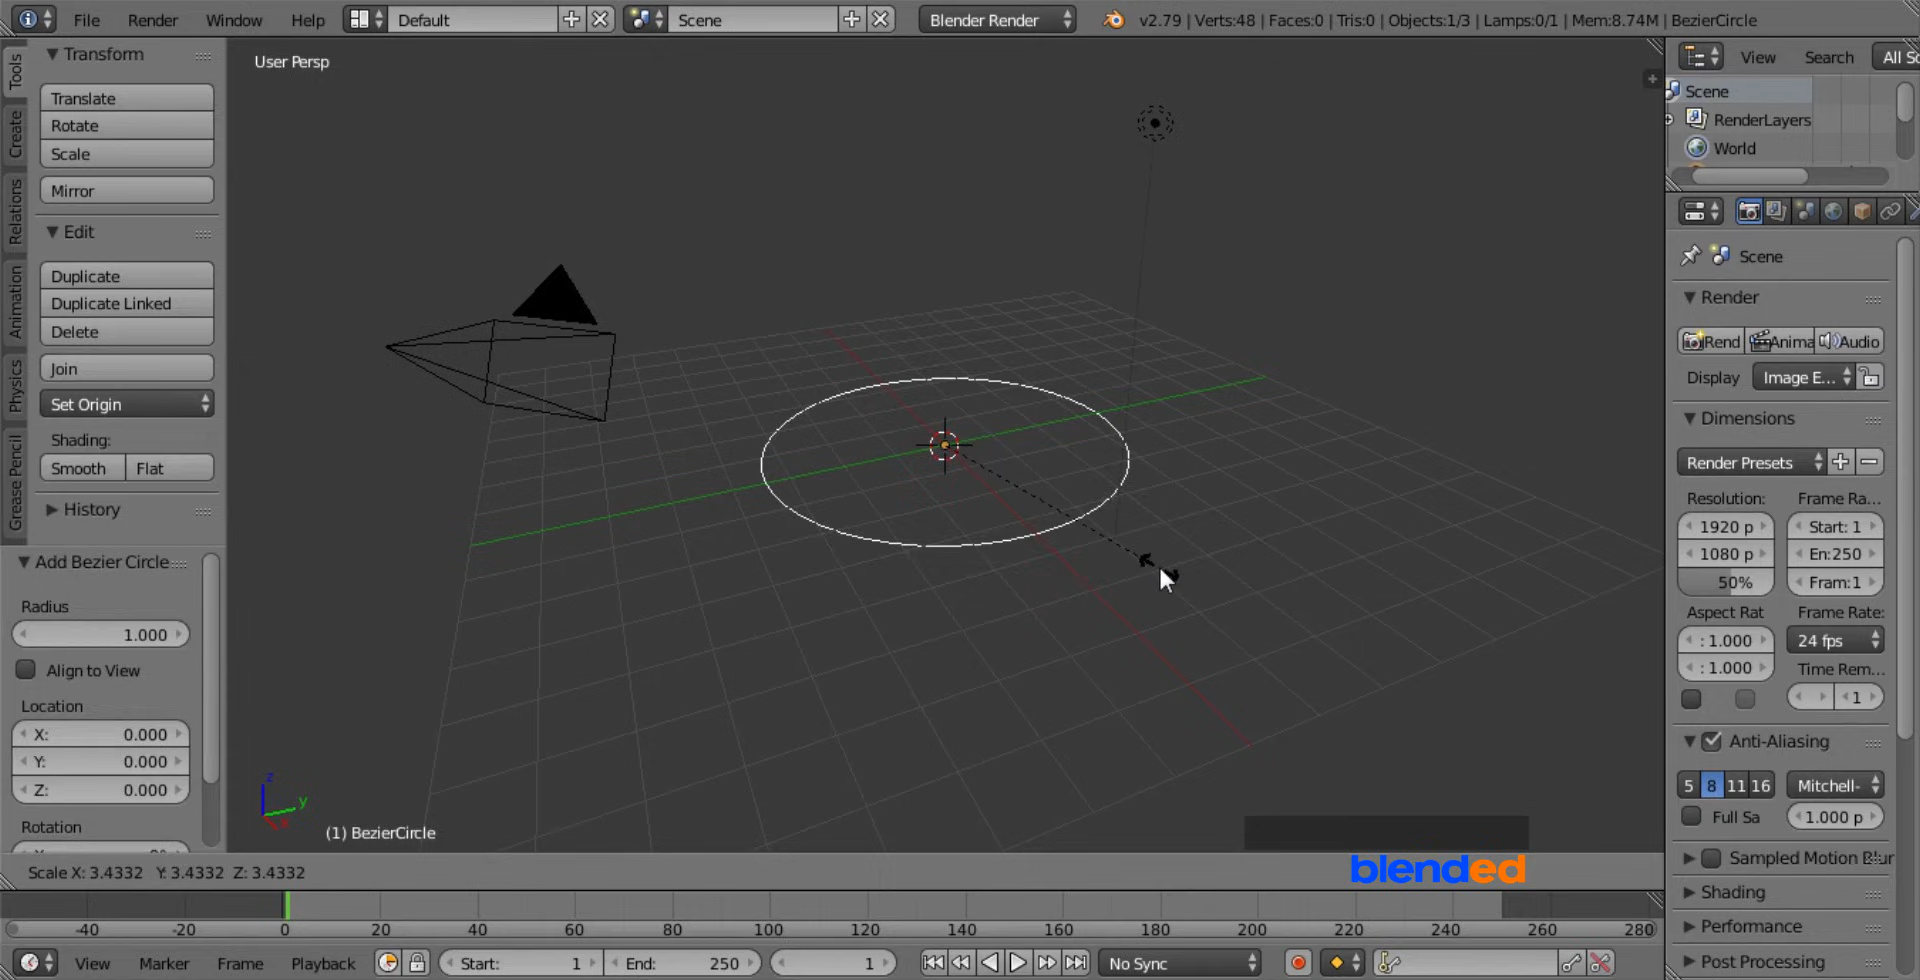 File Render Window Help Default Scene Blender Render v2.79 | Verts:48 | Faces:0 | Tris:0 | Objects:1/3 | Lamps:0/1 | Mem:8.74M | BezierCircle
Tools
Create
Relations
Animation
Physics
Grease Pencil
Transform
Translate
Rotate
Scale
Mirror
Edit
Duplicate
Duplicate Linked
Delete
Join
Set Origin
Shading:
Smooth Flat
History
Add Bezier Circle
Radius
1.000
Align to View
Location
X: 0.000
Y: 0.000
Z: 0.000
Rotation
User Persp
z
y
x
(1) BezierCircle
blended
Scale X: 3.4332 Y: 3.4332 Z: 3.4332
View Search All Sc
Scene
RenderLayers
World
Scene
Render
Rend Anima Audio
Display Image E...
Dimensions
Render Presets
Resolution: Frame Ra...
1920 p Start: 1
1080 p En:250
50% Fram:1
Aspect Rat Frame Rate:
: 1.000 24 fps
: 1.000 Time Rem...
1
Anti-Aliasing
5 8 11 16 Mitchell-
Full Sa 1.000 p
Sampled Motion Blur
Shading
Performance
Post Processing
-40 -20 0 20 40 60 80 100 120 140 160 180 200 220 240 260 280
View Marker Frame Playback Start: 1 End: 250 1 No Sync